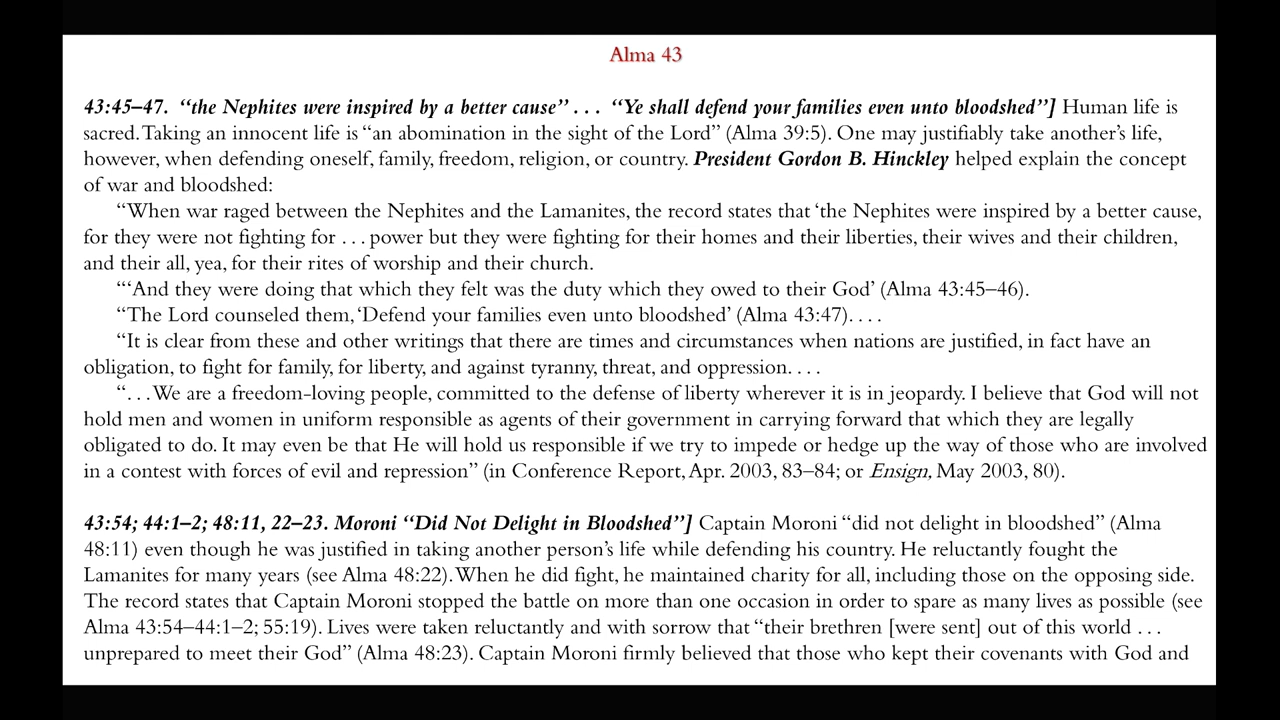 Alma 43
43:45–47. “the Nephites were inspired by a better cause” . . . “Ye shall defend your families even unto bloodshed”] Human life is
sacred. Taking an innocent life is “an abomination in the sight of the Lord” (Alma 39:5). One may justifiably take another’s life,
however, when defending oneself, family, freedom, religion, or country. President Gordon B. Hinckley helped explain the concept
of war and bloodshed:
“When war raged between the Nephites and the Lamanites, the record states that ‘the Nephites were inspired by a better cause,
for they were not fighting for . . . power but they were fighting for their homes and their liberties, their wives and their children,
and their all, yea, for their rites of worship and their church.
“‘And they were doing that which they felt was the duty which they owed to their God’ (Alma 43:45–46).
“The Lord counseled them, ‘Defend your families even unto bloodshed’ (Alma 43:47). . . .
“It is clear from these and other writings that there are times and circumstances when nations are justified, in fact have an
obligation, to fight for family, for liberty, and against tyranny, threat, and oppression. . . .
“. . . We are a freedom-loving people, committed to the defense of liberty wherever it is in jeopardy. I believe that God will not
hold men and women in uniform responsible as agents of their government in carrying forward that which they are legally
obligated to do. It may even be that He will hold us responsible if we try to impede or hedge up the way of those who are involved
in a contest with forces of evil and repression” (in Conference Report, Apr. 2003, 83–84; or Ensign, May 2003, 80).
43:54; 44:1–2; 48:11, 22–23. Moroni “Did Not Delight in Bloodshed”] Captain Moroni “did not delight in bloodshed” (Alma
48:11) even though he was justified in taking another person’s life while defending his country. He reluctantly fought the
Lamanites for many years (see Alma 48:22). When he did fight, he maintained charity for all, including those on the opposing side.
The record states that Captain Moroni stopped the battle on more than one occasion in order to spare as many lives as possible (see
Alma 43:54–44:1–2; 55:19). Lives were taken reluctantly and with sorrow that “their brethren [were sent] out of this world . . .
unprepared to meet their God” (Alma 48:23). Captain Moroni firmly believed that those who kept their covenants with God and